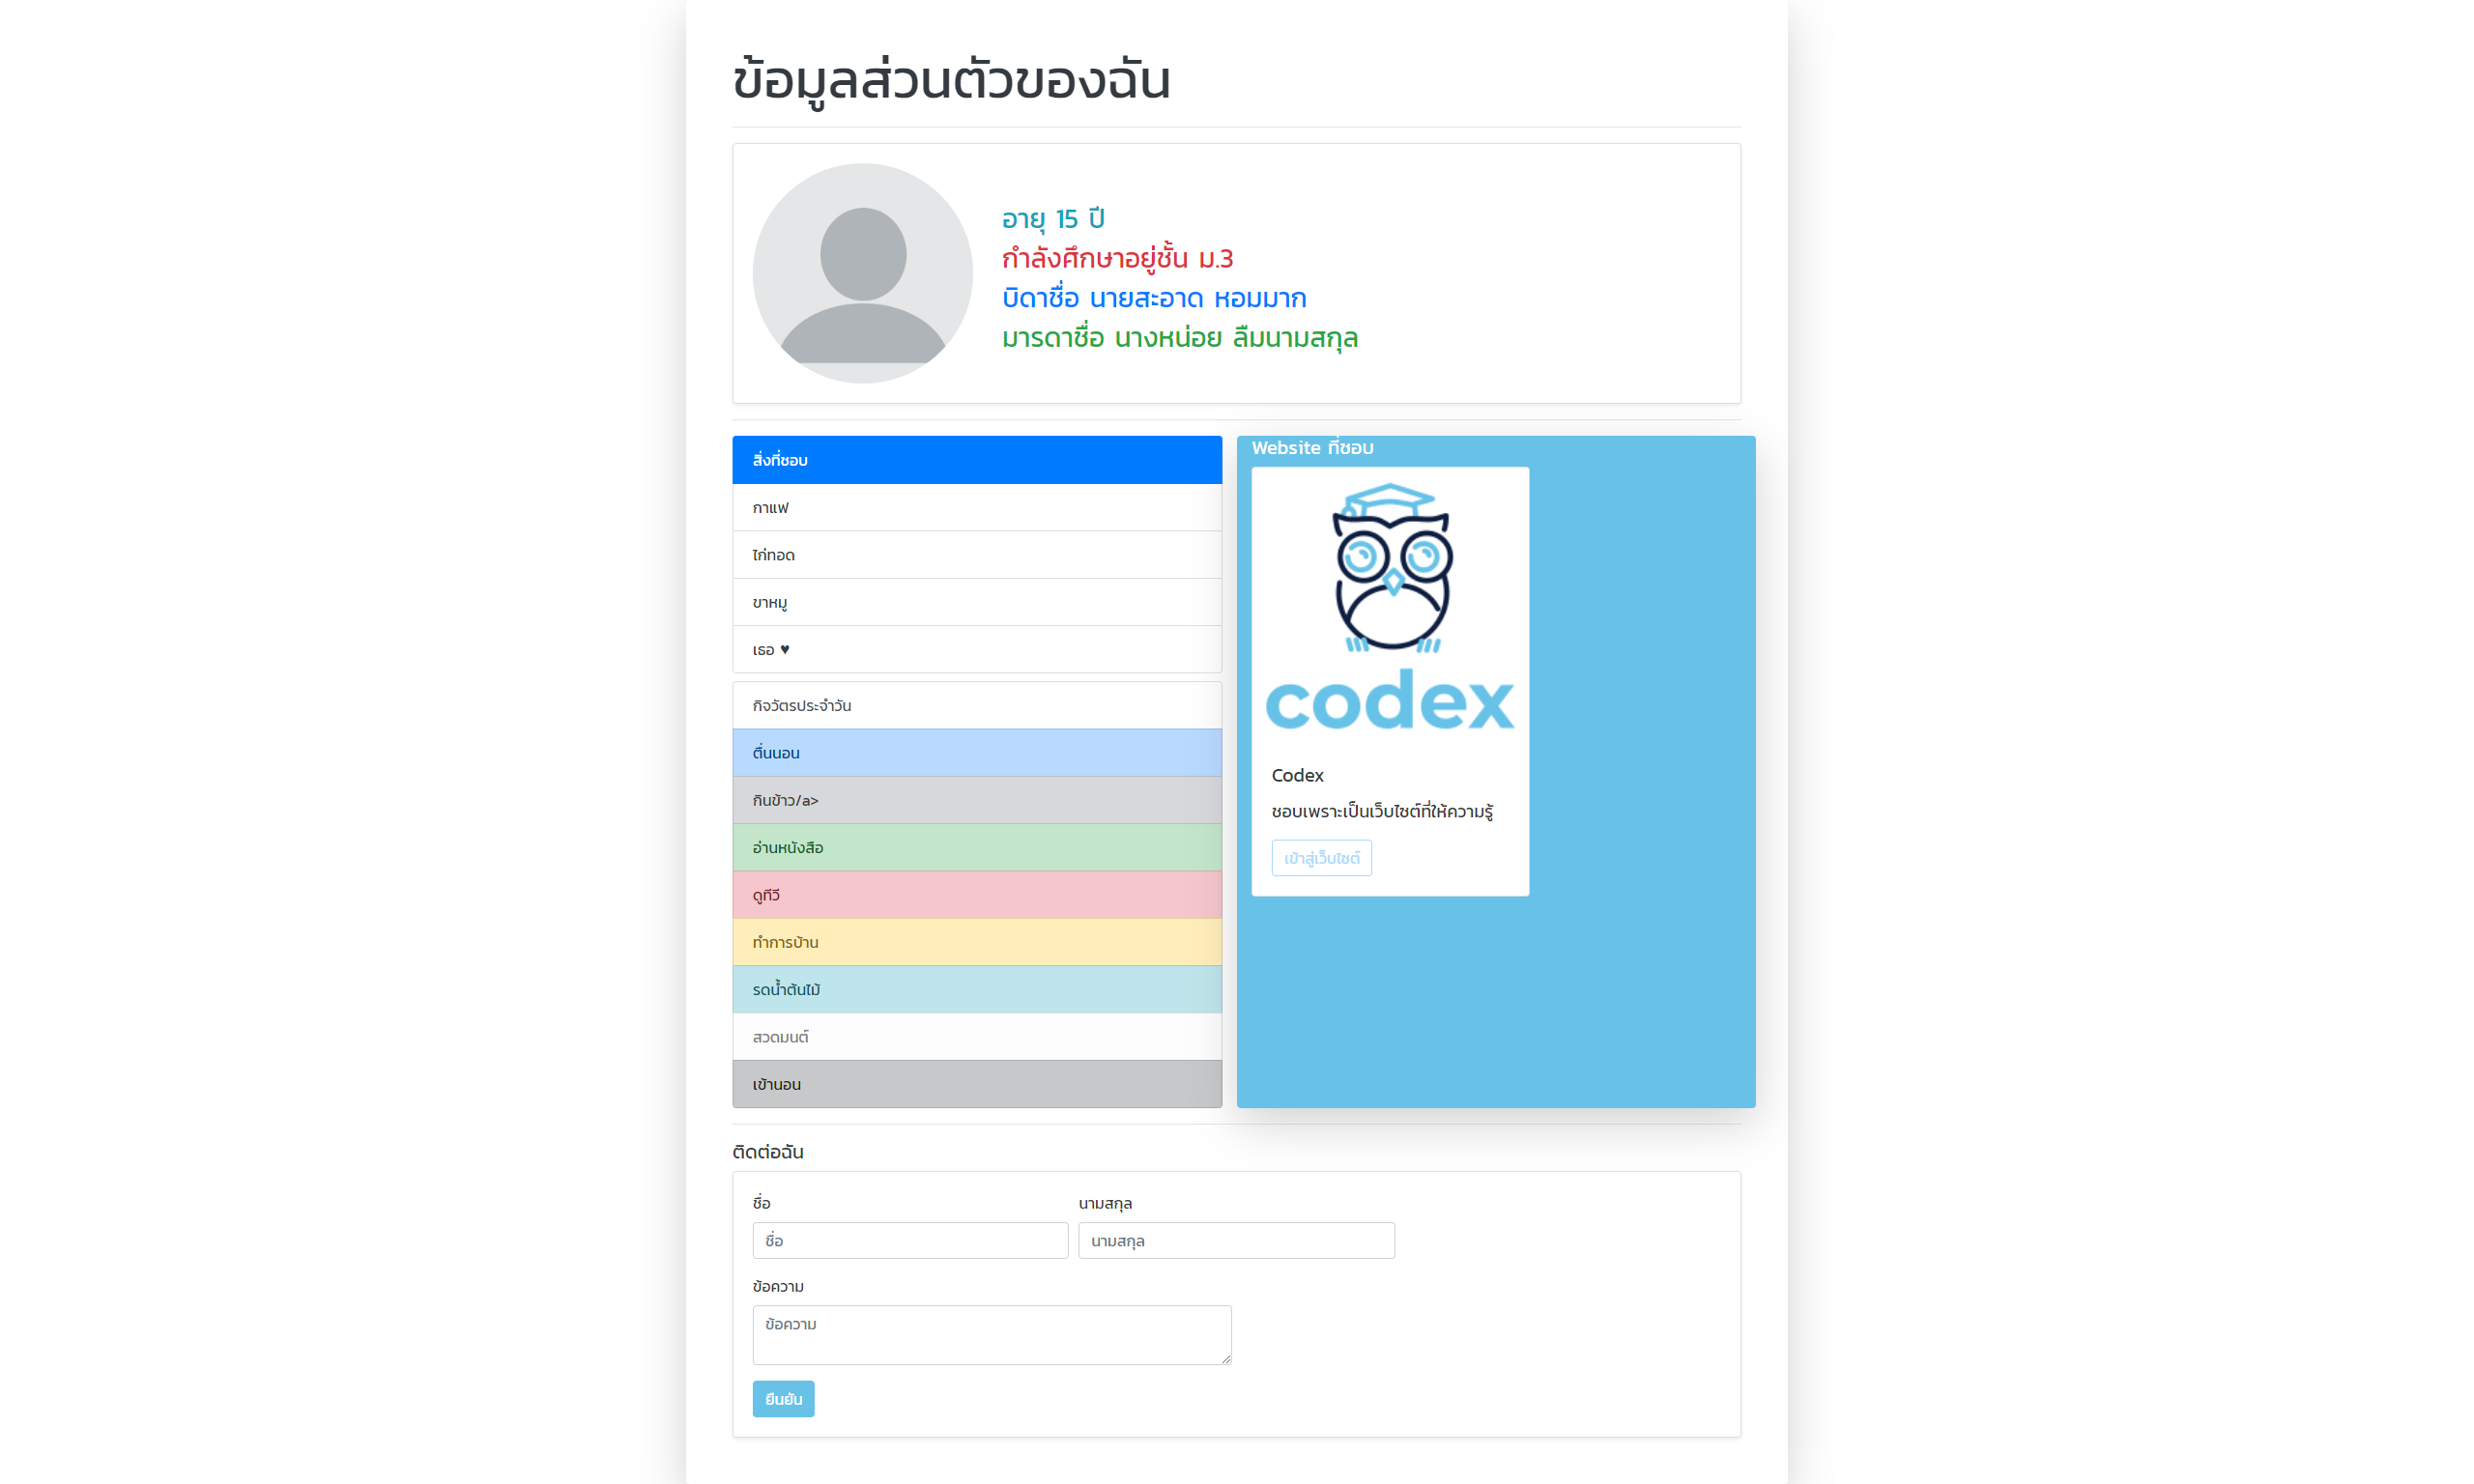 ข้อมูลส่วนตัวของฉัน
อายุ 15 ปี
กำลังศึกษาอยู่ชั้น ม.3
บิดาชื่อ นายสะอาด หอมมาก
มารดาชื่อ นางหน่อย ลืมนามสกุล
สิ่งที่ชอบ
กาแฟ
ไก่ทอด
ขาหมู
เธอ ♥
กิจวัตรประจำวัน
ตื่นนอน
กินข้าว/a>
อ่านหนังสือ
ดูทีวี
ทำการบ้าน
รดน้ำต้นไม้
สวดมนต์
เข้านอน
Website ที่ชอบ
codex
Codex
ชอบเพราะเป็นเว็บไซต์ที่ให้ความรู้
เข้าสู่เว็บไซต์
ติดต่อฉัน
ชื่อ นามสกุล
ชื่อ นามสกุล
ข้อความ
ข้อความ
ยืนยัน